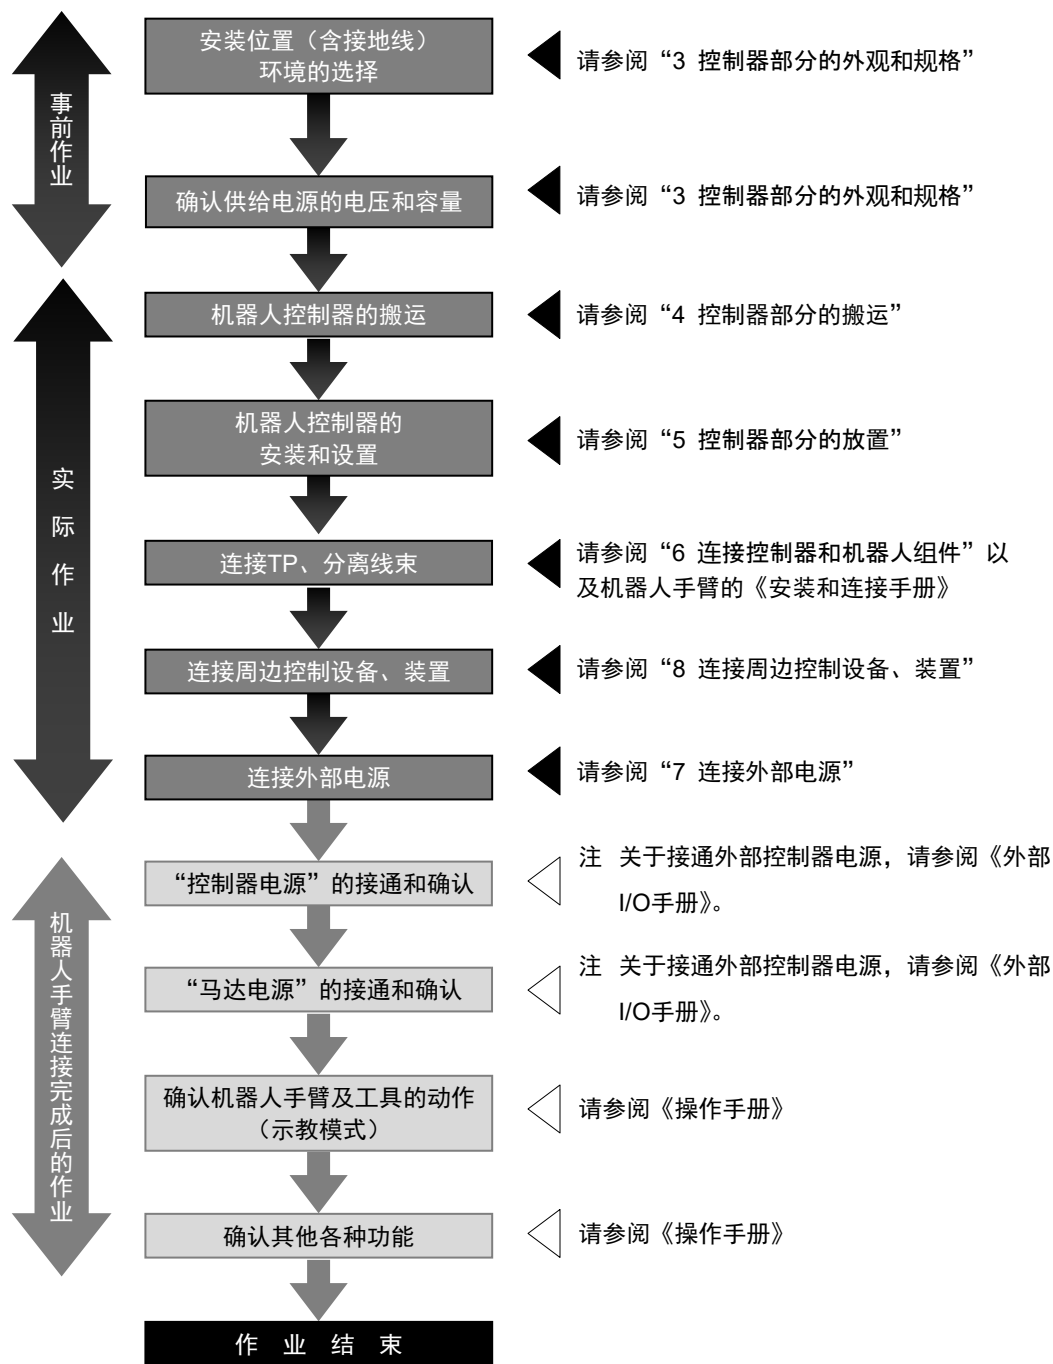 事前作业
安装位置（含接地线）
环境的选择
请参阅“3 控制器部分的外观和规格”
确认供给电源的电压和容量
请参阅“3 控制器部分的外观和规格”
实际作业
机器人控制器的搬运
请参阅“4 控制器部分的搬运”
机器人控制器的
安装和设置
请参阅“5 控制器部分的放置”
连接TP、分离线束
请参阅“6 连接控制器和机器人组件”以
及机器人手臂的《安装和连接手册》
连接周边控制设备、装置
请参阅“8 连接周边控制设备、装置”
连接外部电源
请参阅“7 连接外部电源”
机器人手臂连接完成后的作业
“控制器电源”的接通和确认
注 关于接通外部控制器电源，请参阅《外部
I/O手册》。
“马达电源”的接通和确认
注 关于接通外部控制器电源，请参阅《外部
I/O手册》。
确认机器人手臂及工具的动作
（示教模式）
请参阅《操作手册》
确认其他各种功能
请参阅《操作手册》
作 业 结 束